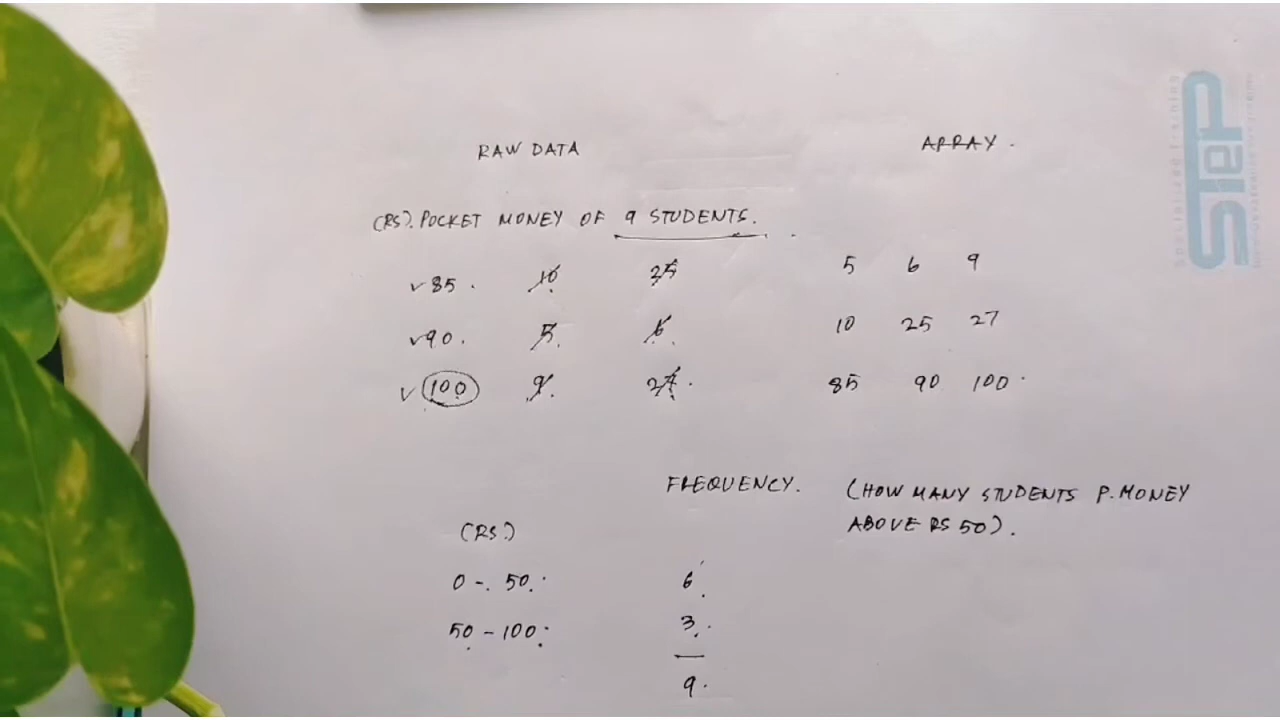 RAW DATA
ARRAY.
(RS). POCKET MONEY OF 9 STUDENTS.
85. 10 25
90. 5. 6.
100 9. 27.
5 6 9
10 25 27
85 90 100.
FREQUENCY. (HOW MANY STUDENTS P. MONEY
ABOVE RS 50).
(RS.)
0 - 50. 6.
50 - 100. 3.
9.
STeP